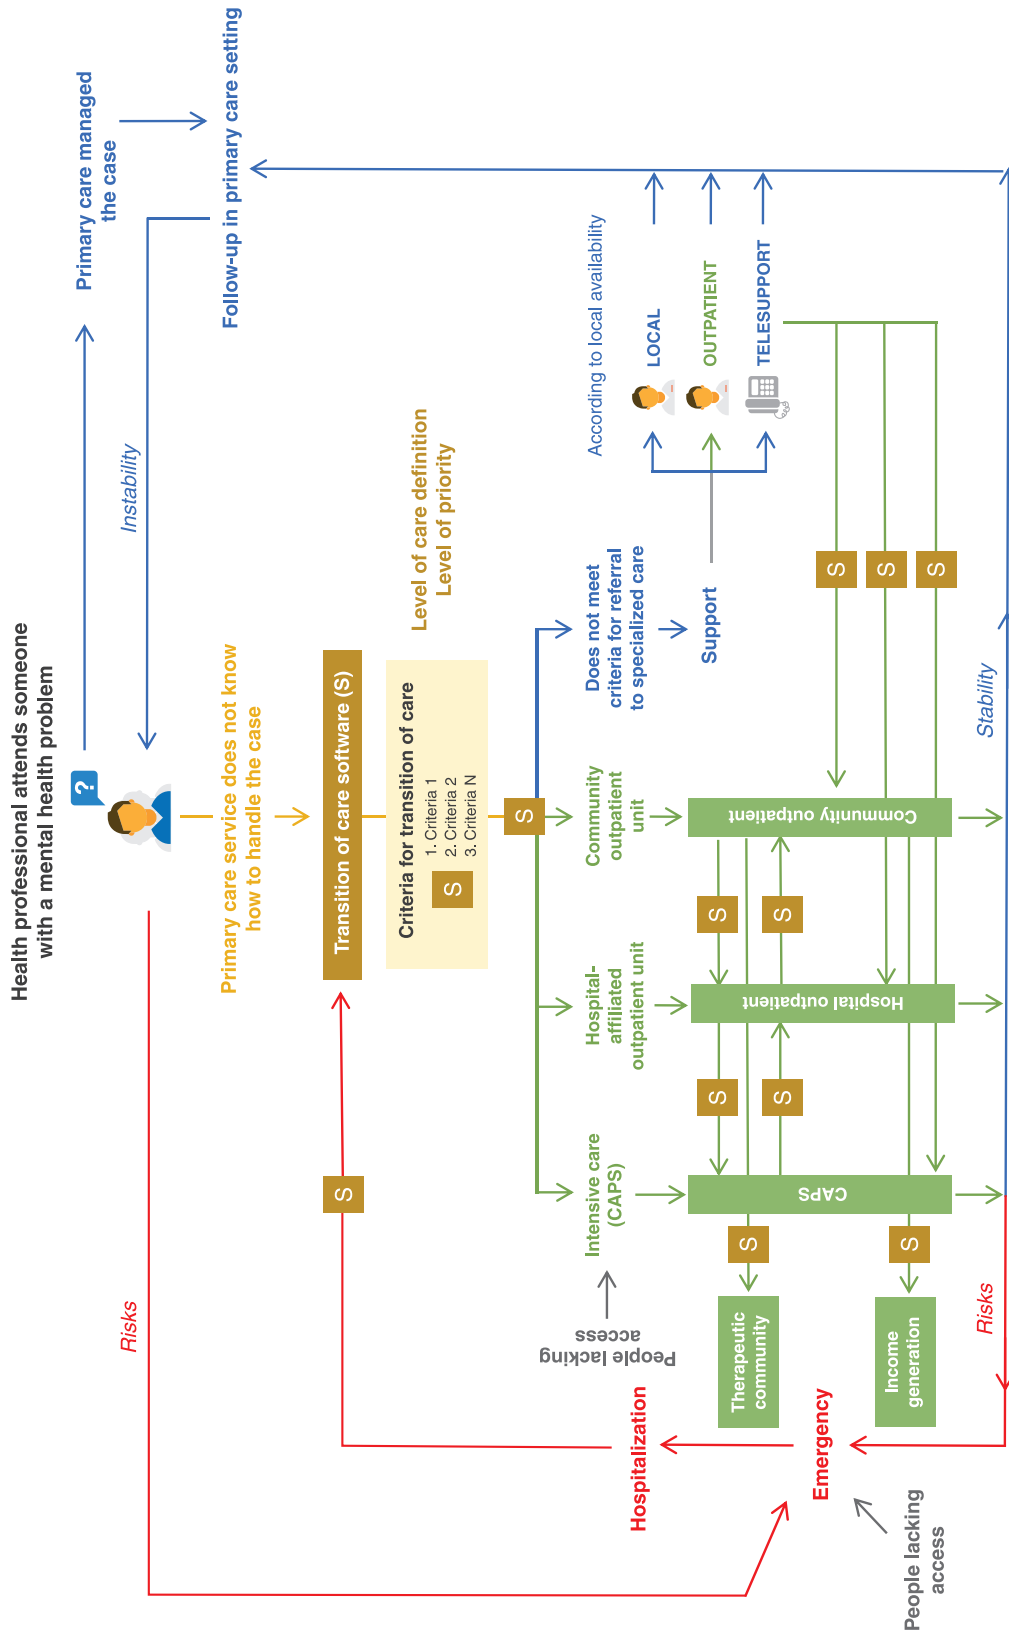 Health professional attends someone
with a mental health problem
?
Primary care managed
the case
Instability
Follow-up in primary care setting
Risks
Primary care service does not know
how to handle the case
Transition of care software (S)
Criteria for transition of care
S
1. Criteria 1
2. Criteria 2
3. Criteria N
Level of care definition
Level of priority
S
S
People lacking
access
Intensive care
(CAPS)
Hospital-
affiliated
outpatient unit
Community
outpatient
unit
Does not meet
criteria for referral
to specialized care
Support
According to local availability
LOCAL
OUTPATIENT
TELESUPPORT
Hospitalization
Emergency
People lacking
access
Therapeutic
community
Income
generation
S
S
CAPS
S
S
Hospital outpatient
S
S
Community outpatient
S
S
S
Risks
Stability